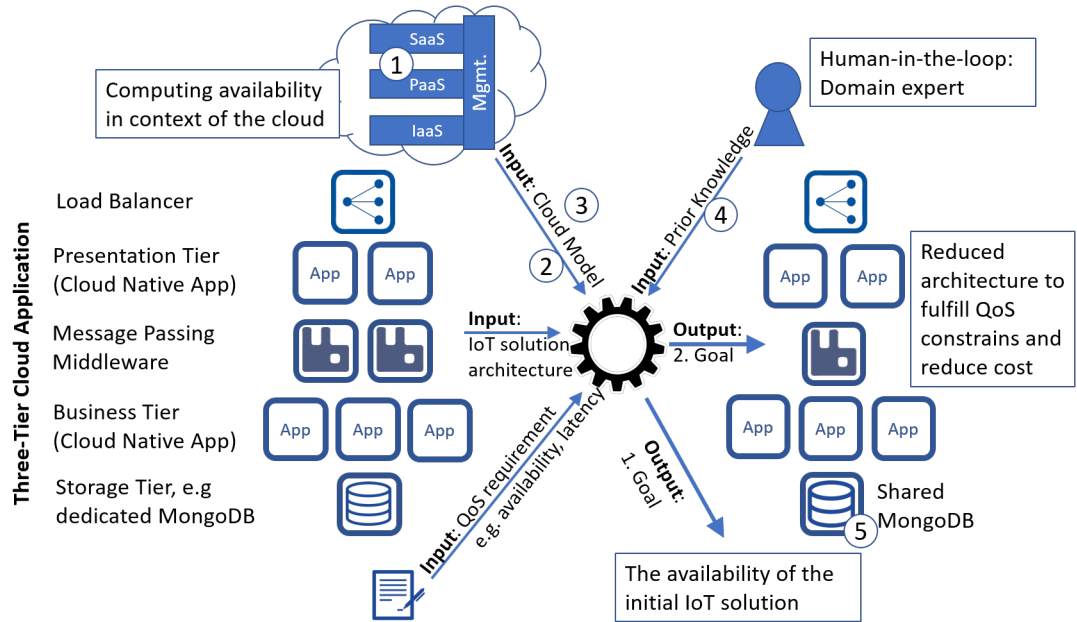 SaaS
PaaS
IaaS
Mgmt.
1
Computing availability
in context of the cloud
Human-in-the-loop:
Domain expert
Input: Cloud Model
3
2
Input: Prior Knowledge
4
Three-Tier Cloud Application
Load Balancer
Presentation Tier
(Cloud Native App)
App
App
Message Passing
Middleware
Business Tier
(Cloud Native App)
App
App
App
Storage Tier, e.g
dedicated MongoDB
Input:
IoT solution
architecture
Input: QoS requirement
e.g. availability, latency
Output:
2. Goal
Output:
1. Goal
App
App
App
App
App
Reduced
architecture to
fulfill QoS
constrains and
reduce cost
5
Shared
MongoDB
The availability of the
initial IoT solution